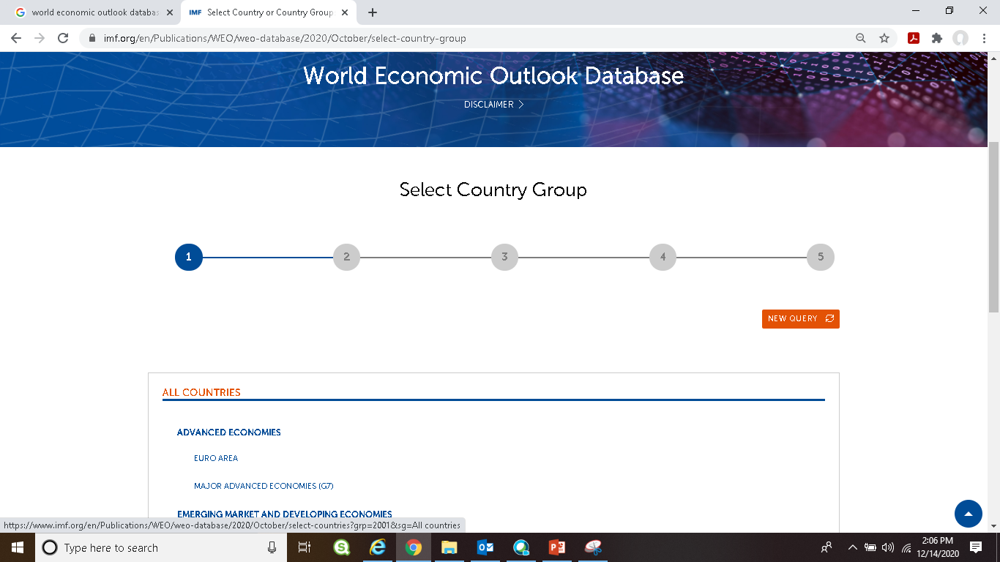 world economic outlook databas
IMF Select Country or Country Group
imf.org/en/Publications/WEO/weo-database/2020/October/select-country-group
World Economic Outlook Database
DISCLAIMER
Select Country Group
1 2 3 4 5
NEW QUERY
ALL COUNTRIES
ADVANCED ECONOMIES
EURO AREA
MAJOR ADVANCED ECONOMIES (G7)
EMERGING MARKET AND DEVELOPING ECONOMIES
https://www.imf.org/en/Publications/WEO/weo-database/2020/October/select-countries?grp=2001&sg=All countries
Type here to search
2:06 PM
12/14/2020